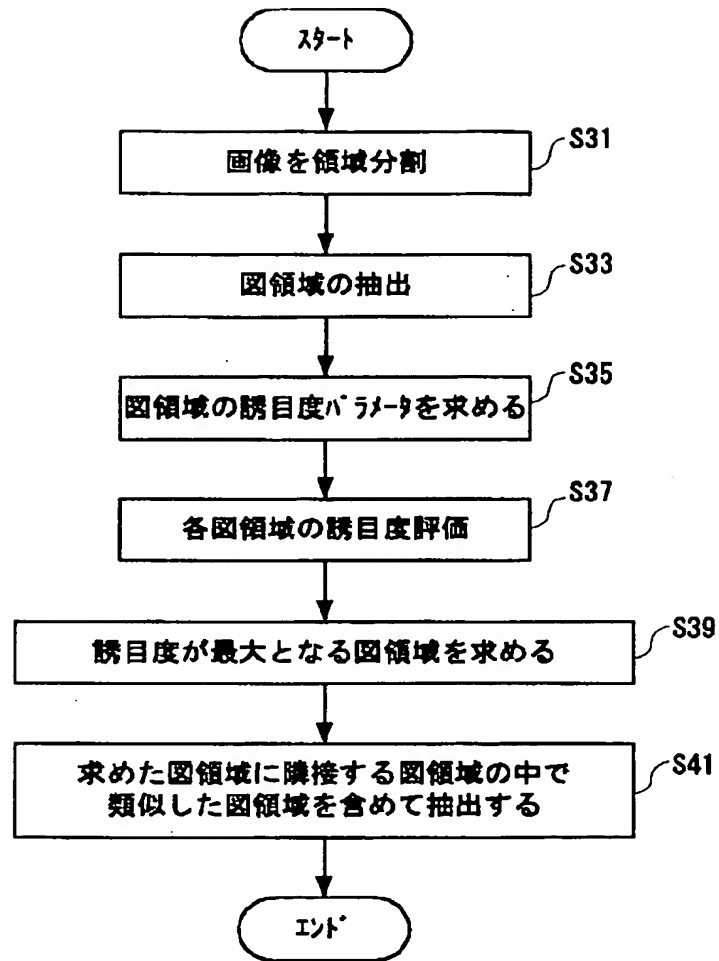 スタート
S31
画像を領域分割
S33
図領域の抽出
S35
図領域の誘目度パラメータを求める
S37
各図領域の誘目度評価
S39
誘目度が最大となる図領域を求める
S41
求めた図領域に隣接する図領域の中で
類似した図領域を含めて抽出する
エンド